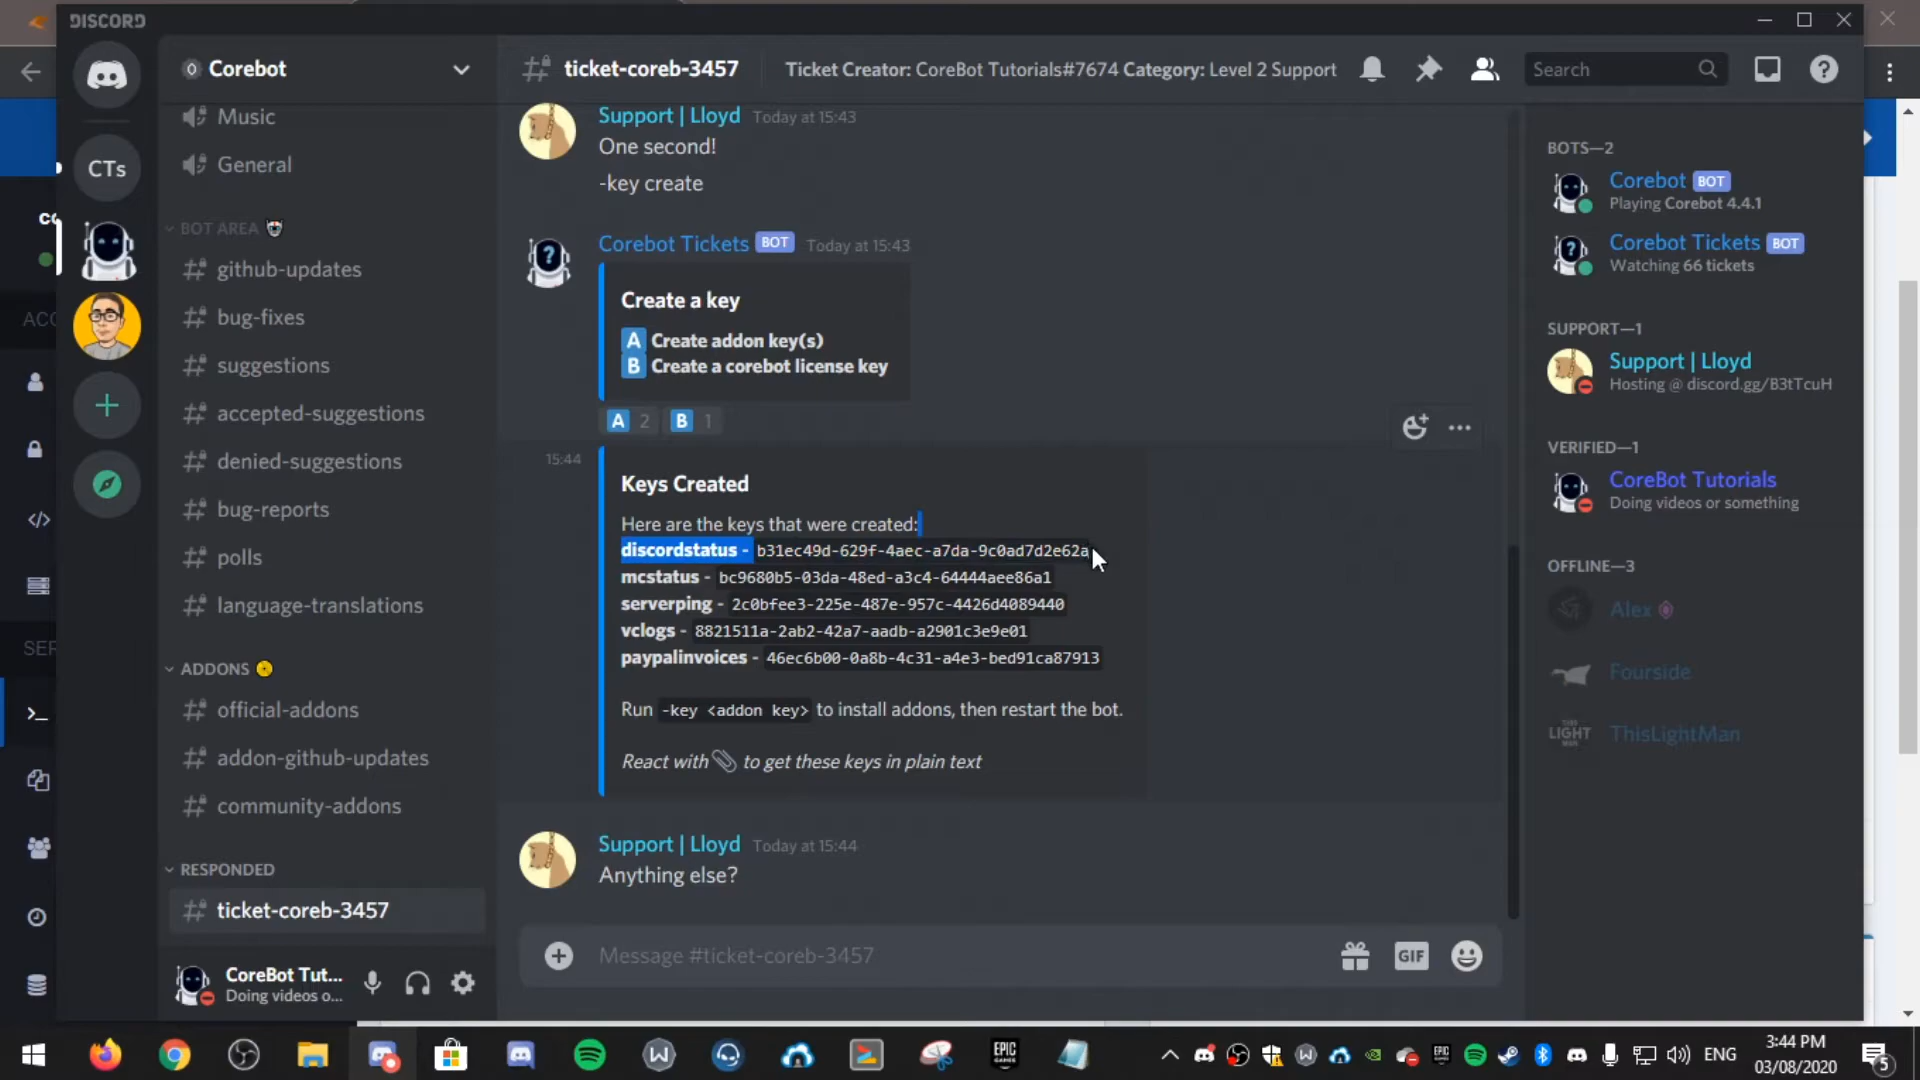 DISCORD
Corebot
ticket-coreb-3457
Ticket Creator: CoreBot Tutorials#7674 Category: Level 2 Support
Search
CTs
Music
General
BOT AREA
github-updates
bug-fixes
suggestions
accepted-suggestions
denied-suggestions
bug-reports
polls
language-translations
ADDONS
official-addons
addon-github-updates
community-addons
RESPONDED
ticket-coreb-3457
CoreBot Tut...
Doing videos o...
Support | Lloyd Today at 15:43
One second!
-key create
Corebot Tickets BOT Today at 15:43
Create a key
A Create addon key(s)
B Create a corebot license key
A 2 B 1
15:44
Keys Created
Here are the keys that were created:
discordstatus - b31ec49d-629f-4aec-a7da-9c0ad7d2e62a
mcstatus - bc9680b5-03da-48ed-a3c4-64444aee86a1
serverping - 2c0bfee3-225e-487e-957c-4426d4089440
vclogs - 8821511a-2ab2-42a7-aadb-a2901c3e9e01
paypalinvoices - 46ec6b00-0a8b-4c31-a4e3-bed91ca87913
Run -key <addon key> to install addons, then restart the bot.
React with to get these keys in plain text
Support | Lloyd Today at 15:44
Anything else?
Message #ticket-coreb-3457
GIF
BOTS—2
Corebot BOT
Playing Corebot 4.4.1
Corebot Tickets BOT
Watching 66 tickets
SUPPORT—1
Support | Lloyd
Hosting @ discord.gg/B3tTcuH
VERIFIED—1
CoreBot Tutorials
Doing videos or something
OFFLINE—3
Alex
Fourside
LIGHT
ThisLightMan
EPIC
GAMES
ENG
3:44 PM
03/08/2020
5